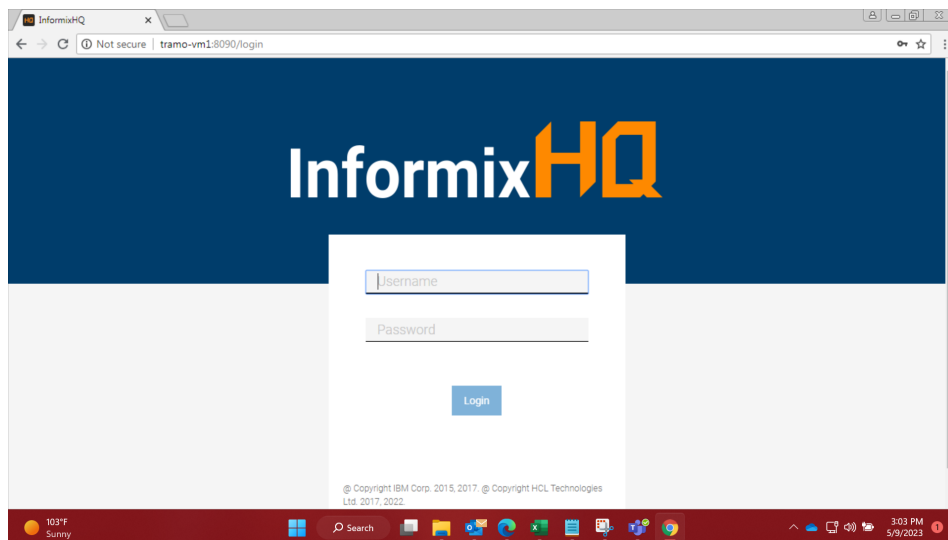 InformixHQ
Not secure | tramo-vm1:8090/login
InformixHQ
Username
Password
Login
@ Copyright IBM Corp. 2015, 2017. @ Copyright HCL Technologies
Ltd. 2017, 2022.
103°F
Sunny
Search
3:03 PM
5/9/2023
1